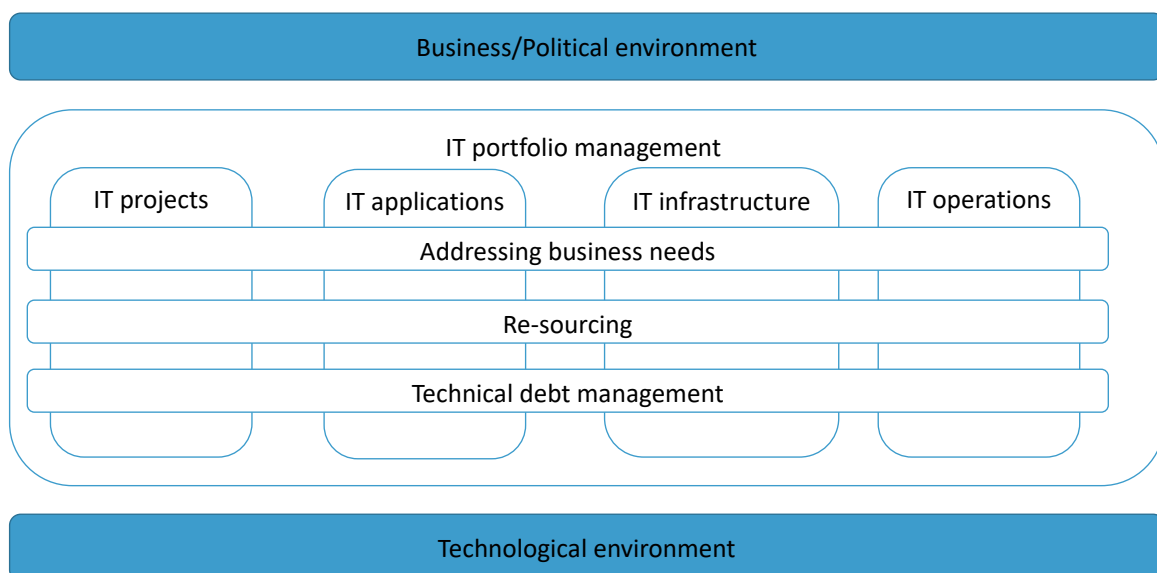 Business/Political environment
IT portfolio management
IT projects
IT applications
IT infrastructure
IT operations
Addressing business needs
Re-sourcing
Technical debt management
Technological environment